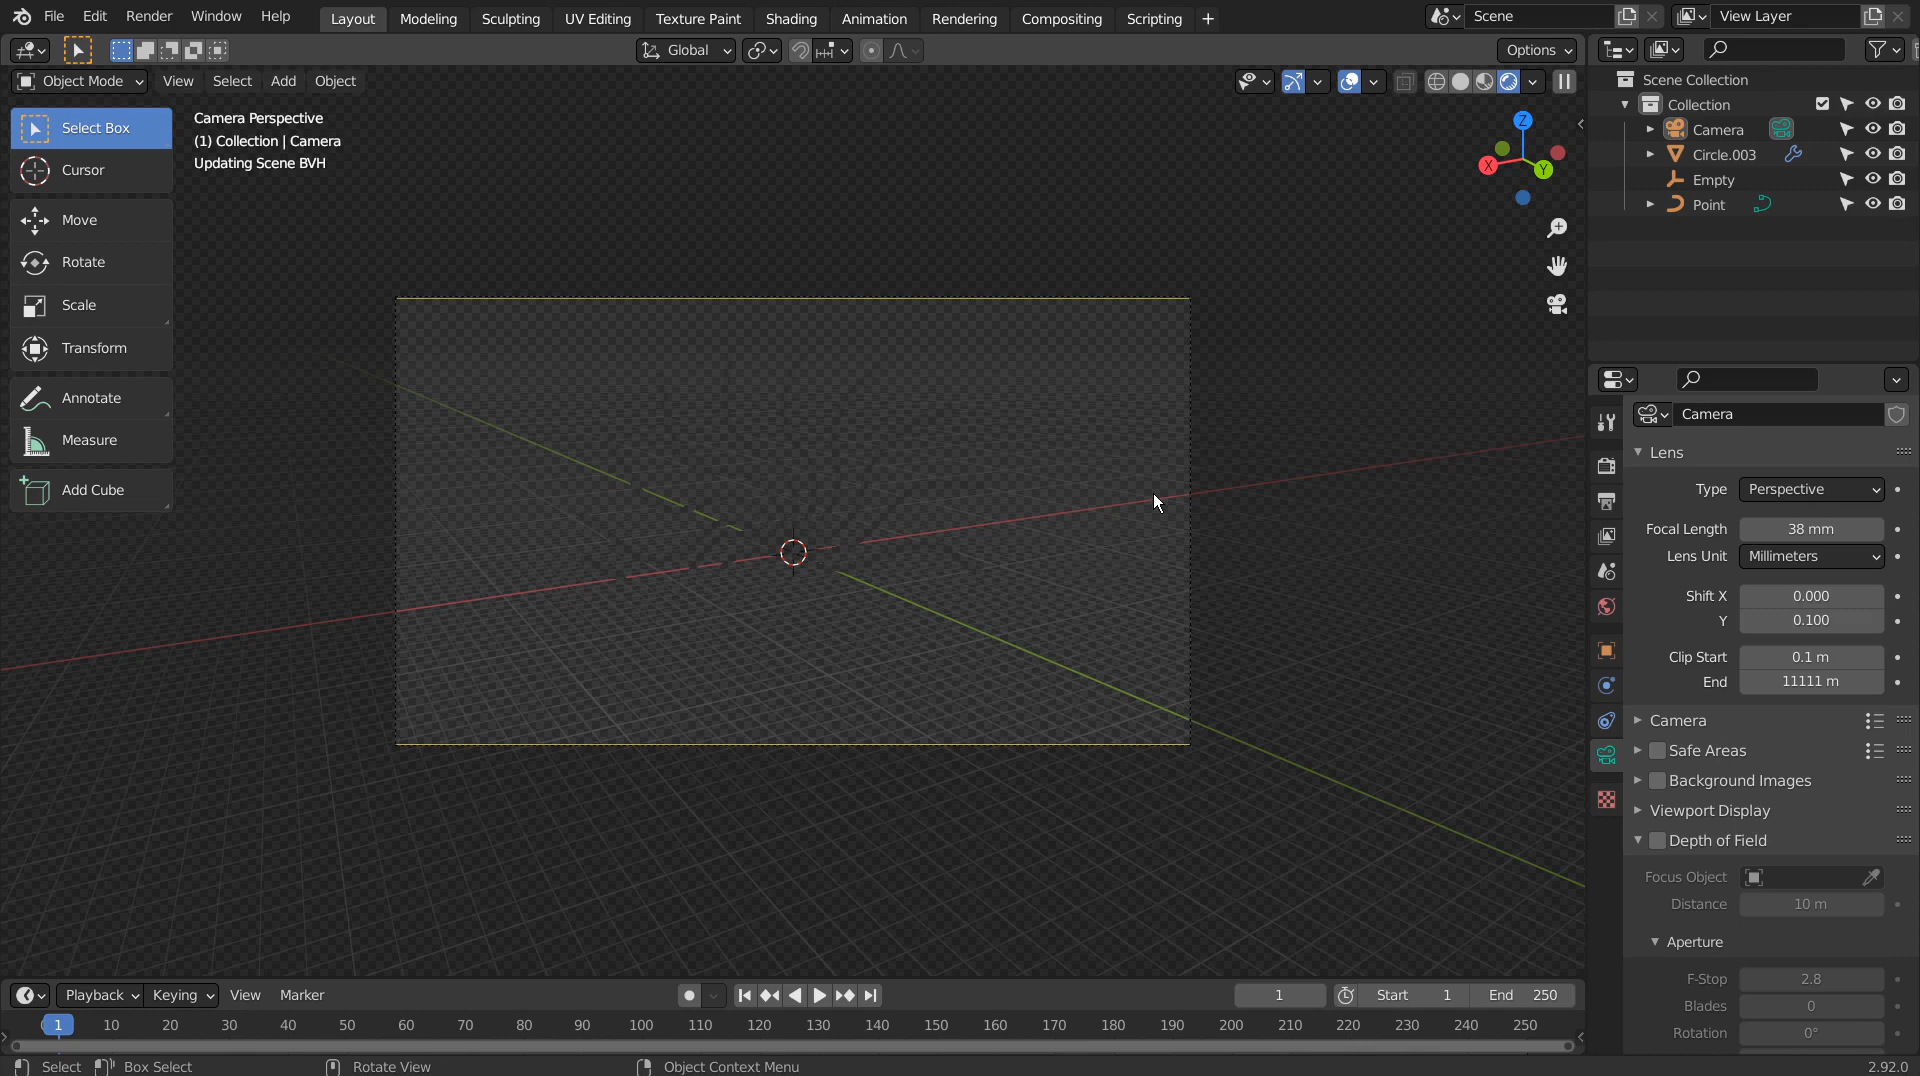 File Edit Render Window Help Layout Modeling Sculpting UV Editing Texture Paint Shading Animation Rendering Compositing Scripting + Scene View Layer
Global Options
Object Mode View Select Add Object
Select Box
Cursor
Move
Rotate
Scale
Transform
Annotate
Measure
Add Cube
Camera Perspective
(1) Collection | Camera
Updating Scene BVH
Z
X
Y
Scene Collection
Collection
Camera
Circle.003
Empty
Point
Camera
Lens
Type Perspective
Focal Length 38 mm
Lens Unit Millimeters
Shift X 0.000
Y 0.100
Clip Start 0.1 m
End 11111 m
Camera
Safe Areas
Background Images
Viewport Display
Depth of Field
Focus Object
Distance 10 m
Aperture
F-Stop 2.8
Blades 0
Rotation 0°
Playback Keying View Marker 1 Start 1 End 250
1 10 20 30 40 50 60 70 80 90 100 110 120 130 140 150 160 170 180 190 200 210 220 230 240 250
Select Box Select Rotate View Object Context Menu 2.92.0